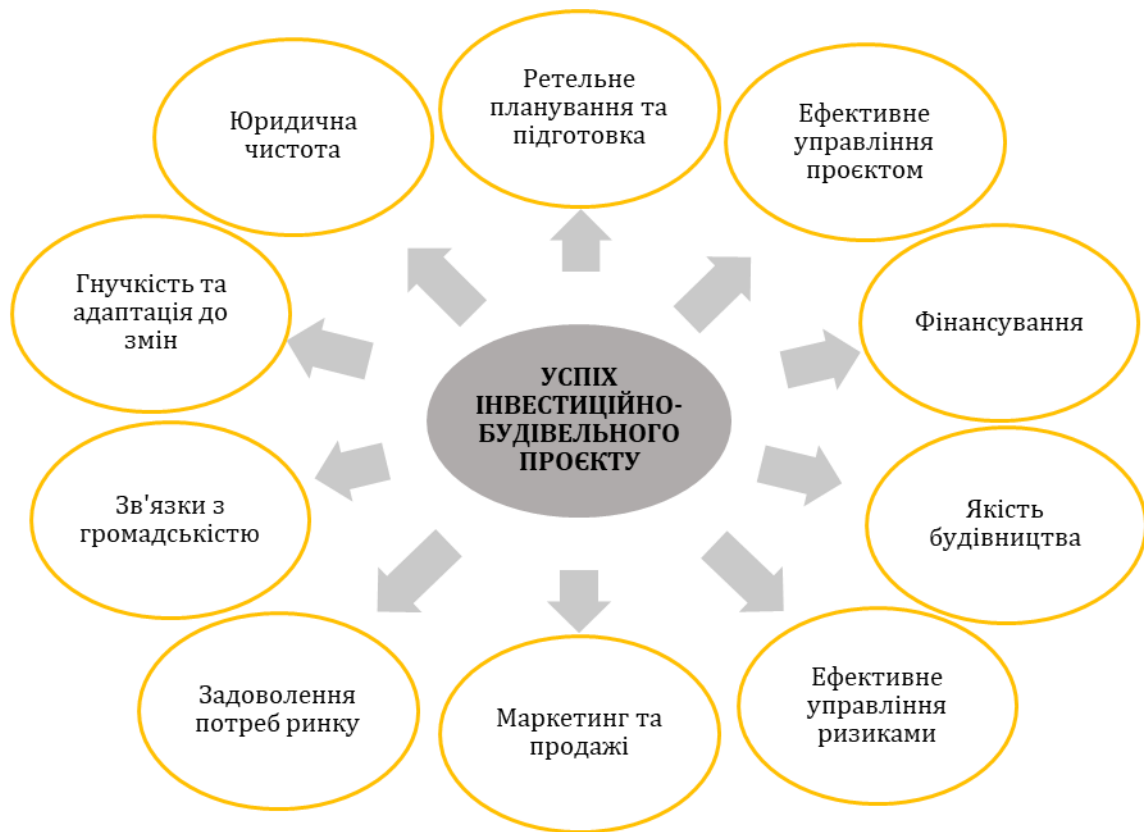 Ретельне
планування та
підготовка
Ефективне
управління
проєктом
Фінансування
Якість
будівництва
Ефективне
управління
ризиками
Маркетинг та
продажі
Задоволення
потреб ринку
Зв'язки з
громадськістю
Гнучкість та
адаптація до
змін
Юридична
чистота
УСПІХ
ІНВЕСТИЦІЙНО-
БУДІВЕЛЬНОГО
ПРОЄКТУ